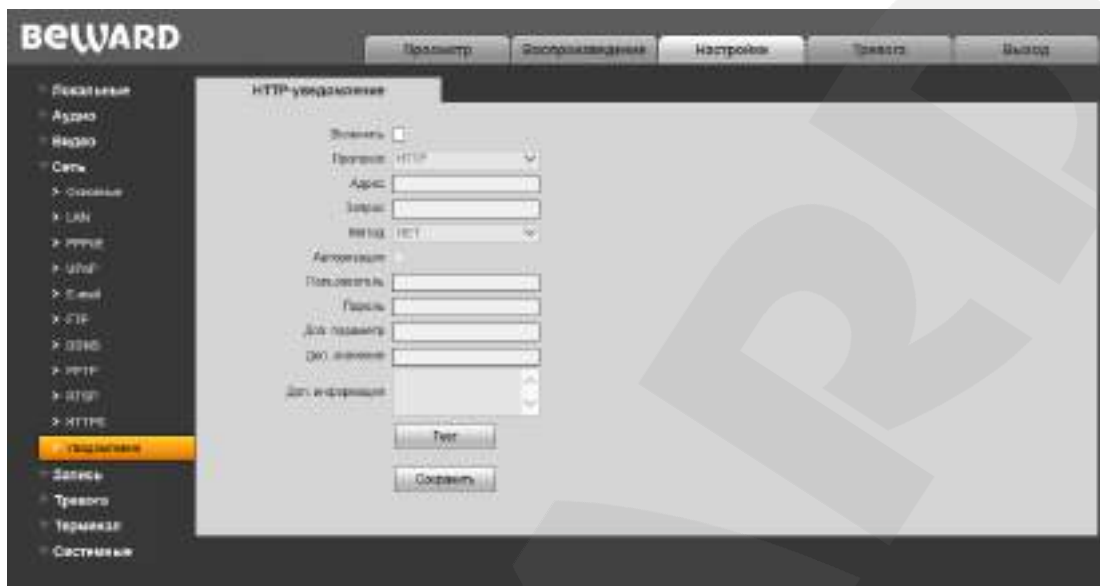 BEWARD
Просмотр
Воспроизведение
Настройки
Тревога
Выход
Локальные
Аудио
Видео
Сеть
Основные
LAN
PPPoE
UPnP
E-mail
FTP
DDNS
PPTP
RTSP
HTTPS
Уведомления
Запись
Тревога
Терминал
Системные
HTTP-уведомление
Включить
Протокол HTTP
Адрес
Запрос
Метод
Авторизация
Пользователь
Пароль
Доп. параметр
Доп. значение
Доп. информация
Тест
Сохранить